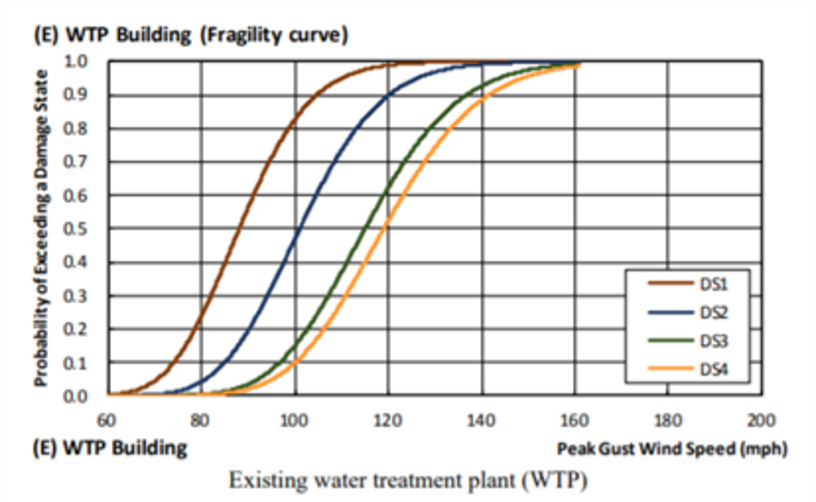 (E) WTP Building (Fragility curve)
Probability of Exceeding a Damage State
1.0
0.9
0.8
0.7
0.6
0.5
0.4
0.3
0.2
0.1
0.0
DS1
DS2
DS3
DS4
60 80 100 120 140 160 180 200
(E) WTP Building Peak Gust Wind Speed (mph)
Existing water treatment plant (WTP)